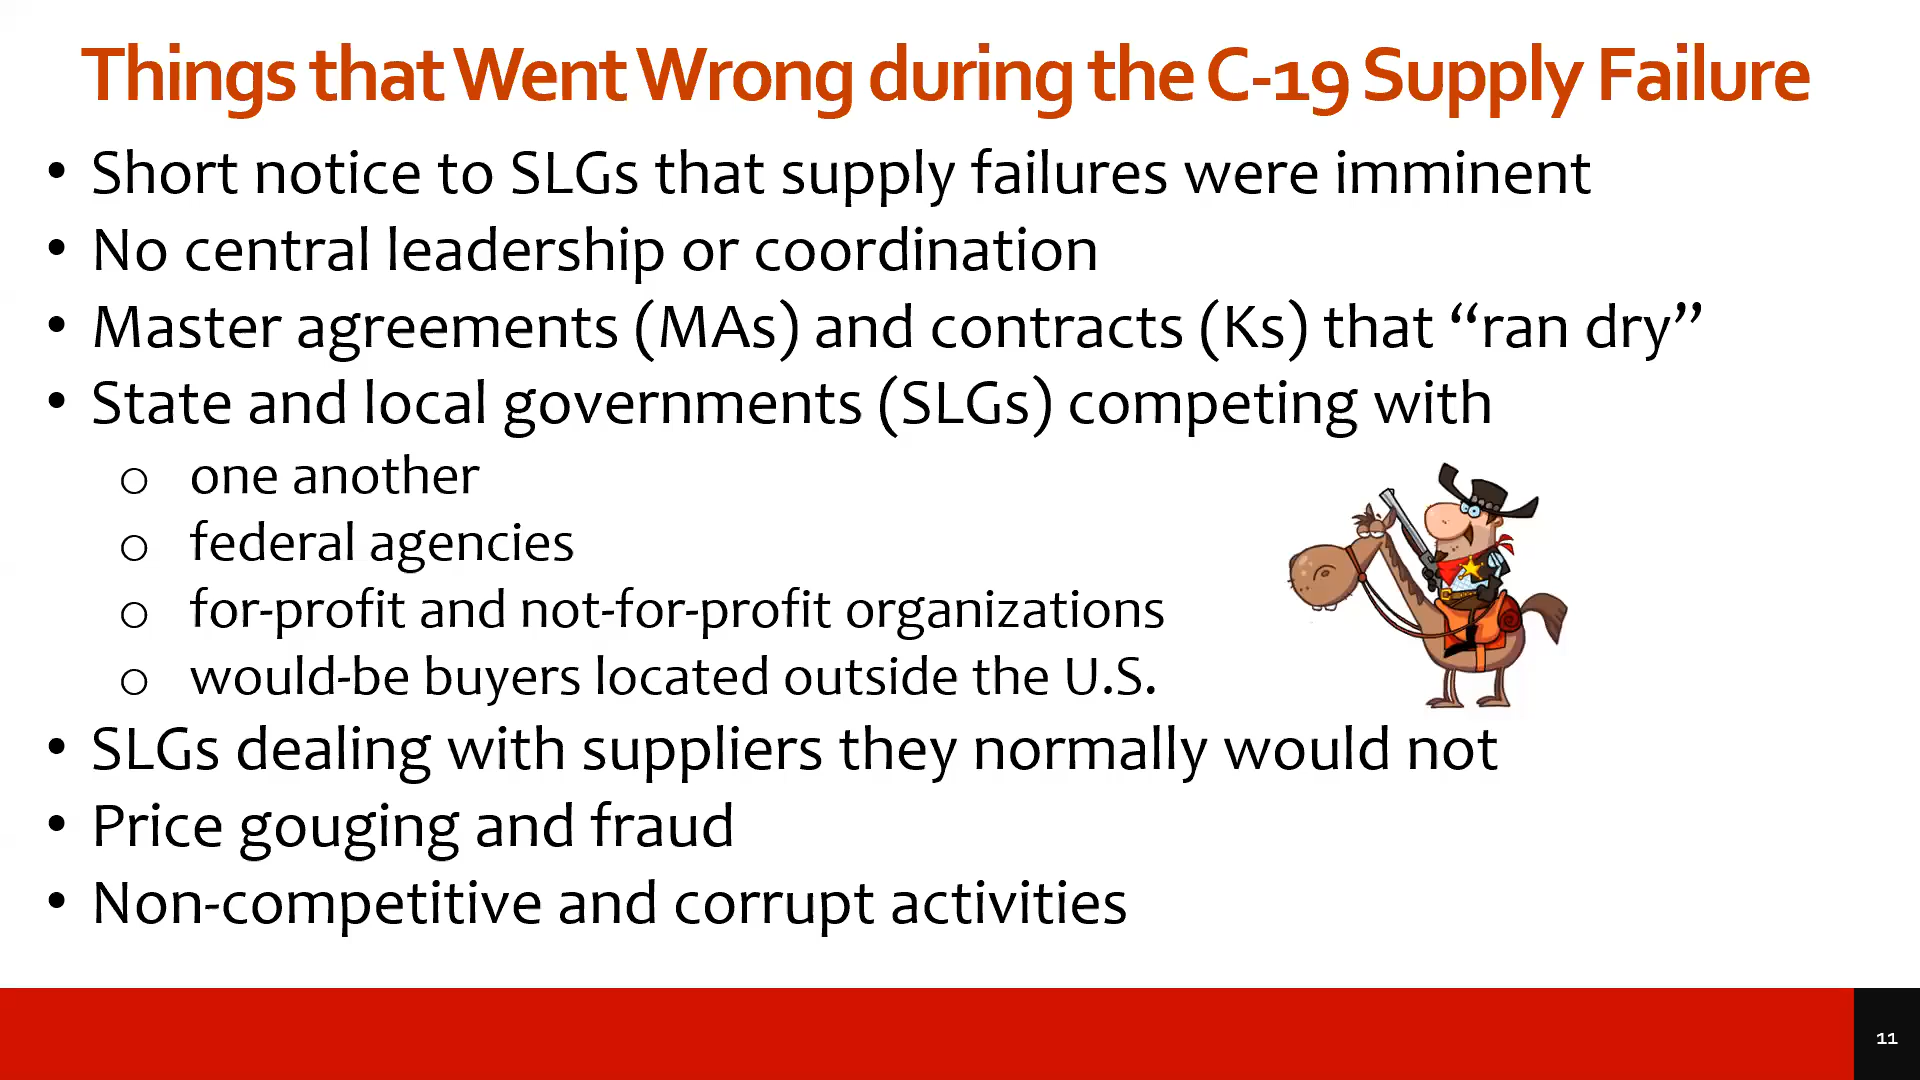 Things that Went Wrong during the C-19 Supply Failure
• Short notice to SLGs that supply failures were imminent
• No central leadership or coordination
• Master agreements (MAs) and contracts (Ks) that “ran dry”
• State and local governments (SLGs) competing with
o one another
o federal agencies
o for-profit and not-for-profit organizations
o would-be buyers located outside the U.S.
• SLGs dealing with suppliers they normally would not
• Price gouging and fraud
• Non-competitive and corrupt activities
11